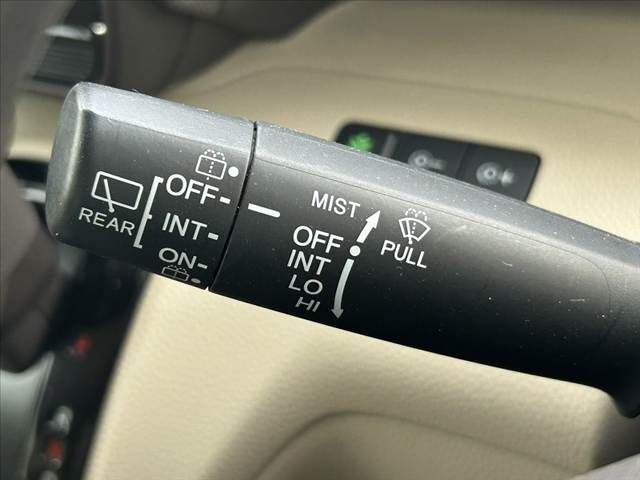 OFF
INT
ON
REAR
MIST
OFF
INT
LO
HI
PULL